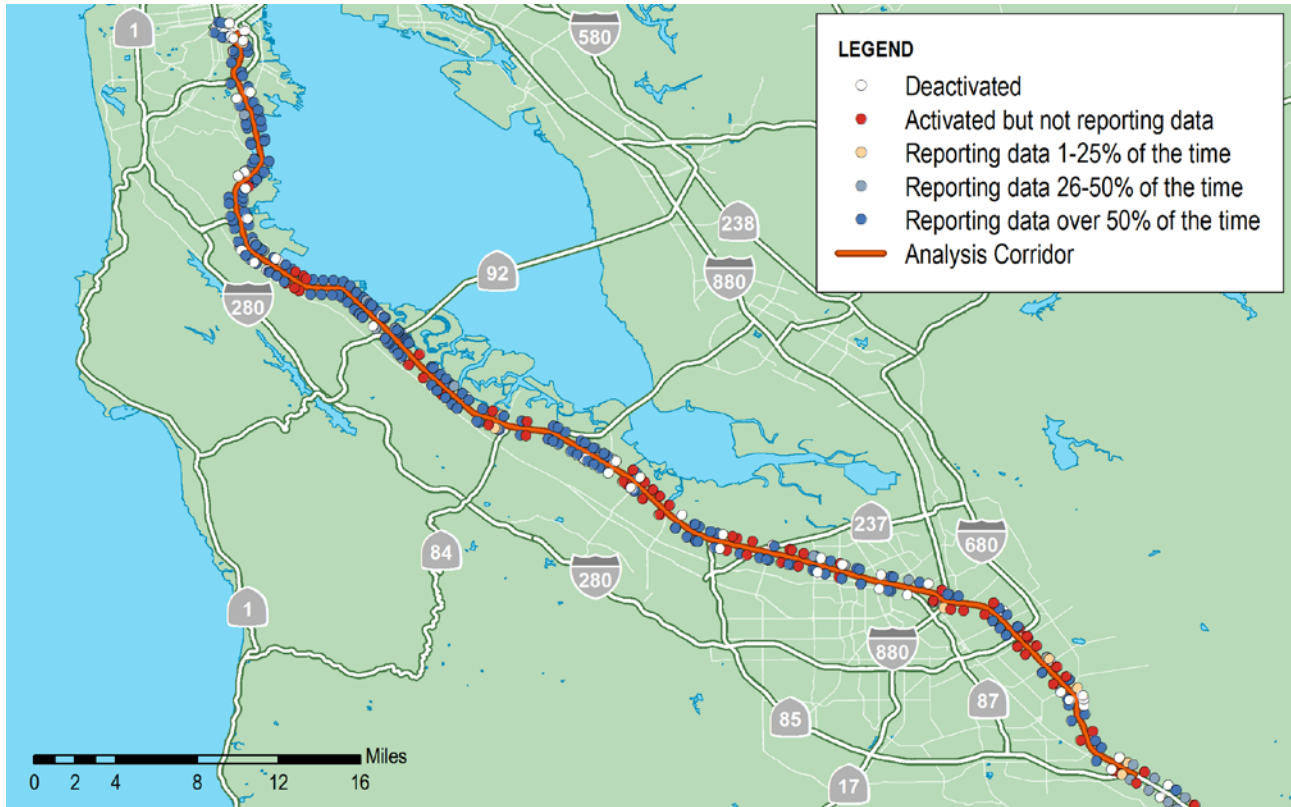 1
580
LEGEND
Deactivated
Activated but not reporting data
Reporting data 1-25% of the time
Reporting data 26-50% of the time
Reporting data over 50% of the time
Analysis Corridor
238
92
880
280
237
84
680
280
1
880
87
85
17
Miles
0 2 4 8 12 16